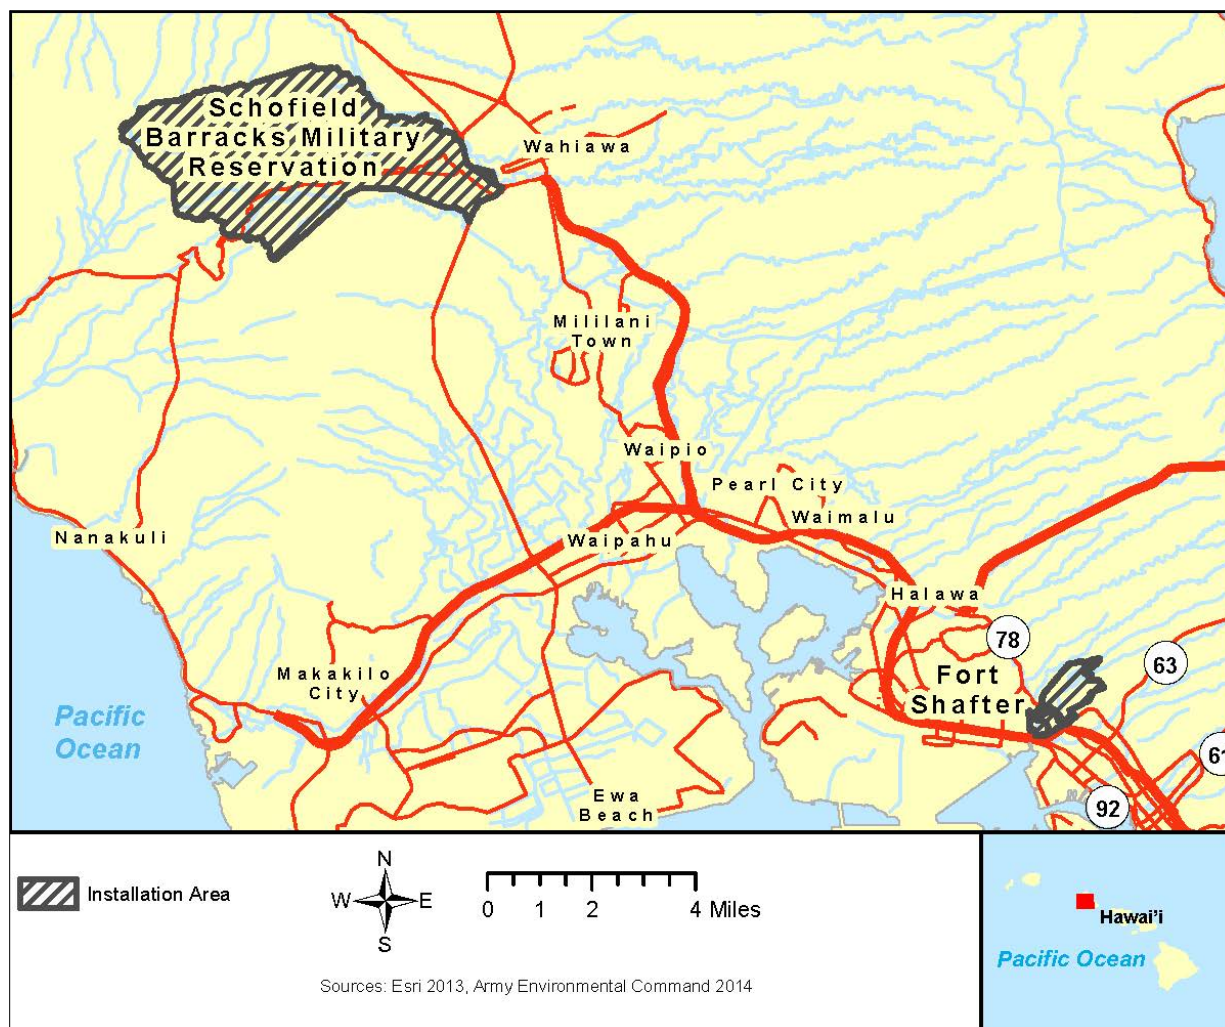 Schofield
Barracks Military
Reservation
Wahiawa
Mililani
Town
Waipio
Pearl City
Waimalu
Nanakuli
Waipahu
Halawa
78
63
Makakilo
City
Fort
Shafter
Pacific
Ocean
61
Ewa
Beach
92
Installation Area
N
W
E
S
0 1 2 4 Miles
Sources: Esri 2013, Army Environmental Command 2014
Hawai'i
Pacific Ocean